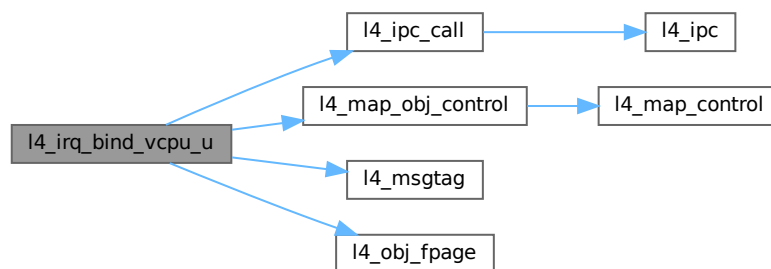 l4_ipc_call
l4_ipc
l4_map_obj_control
l4_map_control
l4_irq_bind_vcpu_u
l4_msgtag
l4_obj_fpage